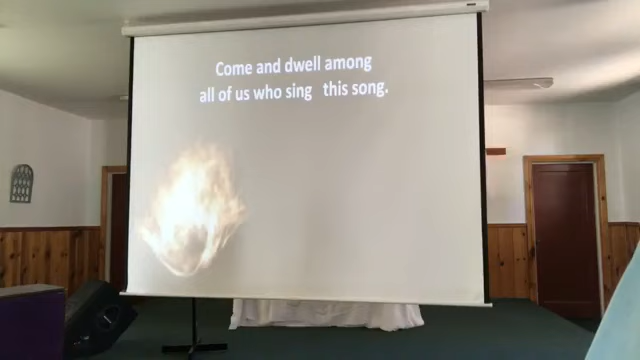 Come and dwell among
all of us who sing this song.